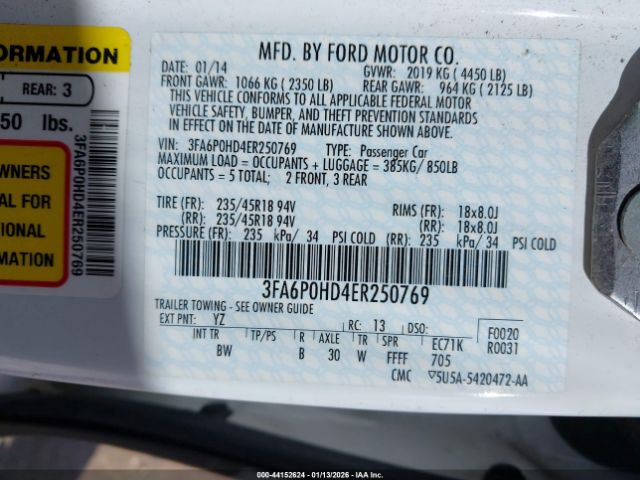 FORMATION
REAR: 3
50 lbs.
WNERS
IAL FOR
TIONAL
MATION
3FA6P0HD4ER250769
MFD. BY FORD MOTOR CO.
DATE: 01/14 GVWR: 2019 KG ( 4450 LB)
FRONT GAWR: 1066 KG ( 2350 LB) REAR GAWR: 964 KG ( 2125 LB)
THIS VEHICLE CONFORMS TO ALL APPLICABLE FEDERAL MOTOR
VEHICLE SAFETY, BUMPER, AND THEFT PREVENTION STANDARDS
IN EFFECT ON THE DATE OF MANUFACTURE SHOWN ABOVE.
VIN: 3FA6P0HD4ER250769 TYPE: Passenger Car
MAXIMUM LOAD = OCCUPANTS + LUGGAGE = 385KG/ 850LB
OCCUPANTS = 5 TOTAL; 2 FRONT, 3 REAR
TIRE (FR): 235/45R18 94V RIMS (FR): 18x8.0J
(RR): 235/45R18 94V (RR): 18x8.0J
PRESSURE (FR): 235 kPa/ 34 PSI COLD (RR): 235 kPa/ 34 PSI COLD
3FA6P0HD4ER250769
TRAILER TOWING - SEE OWNER GUIDE
EXT PNT: YZ RC: 13 DSO: F0020
INT TR TP/PS R AXLE TR SPR EC71K R0031
BW B 30 W FFFF 705
CMC 5U5A-5420472-AA
000-44152624 01/13/2026 - IAA Inc.